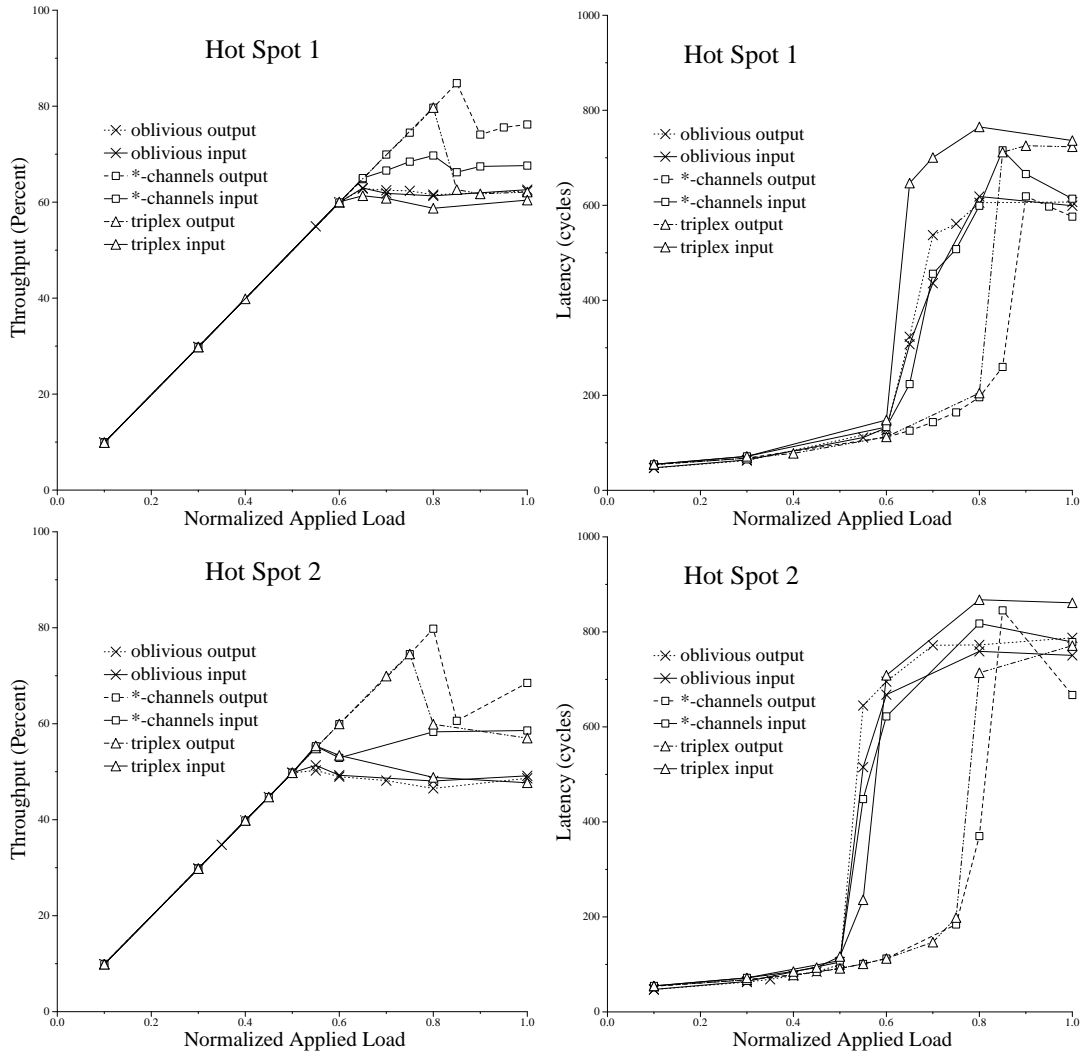 Hot Spot 1
Throughput (Percent)
100
80
60
40
20
0
oblivious output
oblivious input
*-channels output
*-channels input
triplex output
triplex input
0.0 0.2 0.4 0.6 0.8 1.0
Normalized Applied Load
Hot Spot 1
Latency (cycles)
1000
800
600
400
200
0
oblivious output
oblivious input
*-channels output
*-channels input
triplex output
triplex input
0.0 0.2 0.4 0.6 0.8 1.0
Normalized Applied Load
Hot Spot 2
Throughput (Percent)
100
80
60
40
20
0
oblivious output
oblivious input
*-channels output
*-channels input
triplex output
triplex input
0.0 0.2 0.4 0.6 0.8 1.0
Normalized Applied Load
Hot Spot 2
Latency (cycles)
1000
800
600
400
200
0
oblivious output
oblivious input
*-channels output
*-channels input
triplex output
triplex input
0.0 0.2 0.4 0.6 0.8 1.0
Normalized Applied Load